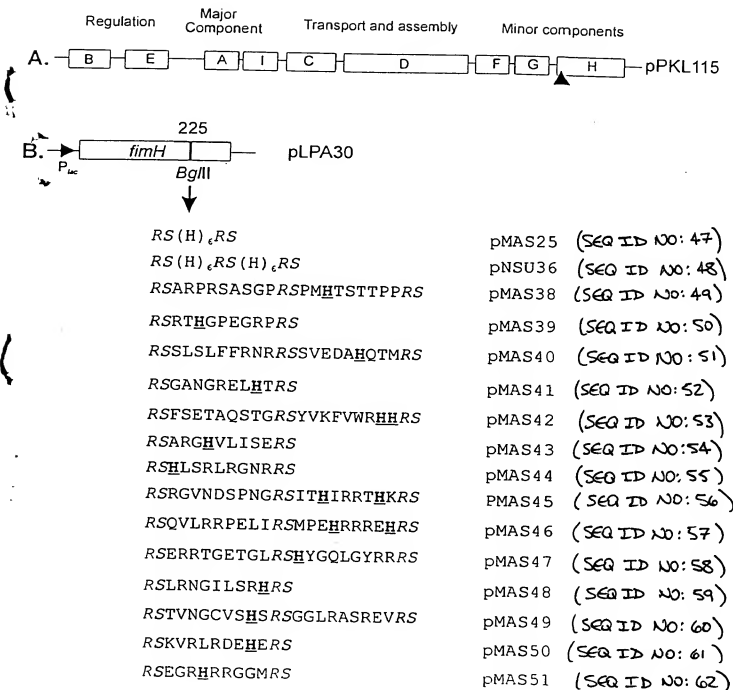 Regulation Major Component Transport and assembly Minor components
A. B E A I C D F G H pPKL115
225
B. Plac fimH pLPA30
BglII
RS(H)6RS pMAS25 (SEQ ID NO: 47)
RS(H)6RS(H)6RS pNSU36 (SEQ ID NO: 48)
RSARPRSASGPRSPMHTSTTPPRS pMAS38 (SEQ ID NO: 49)
RSRTHGPEGRPRS pMAS39 (SEQ ID NO: 50)
RSSLSLFFRNRRSSVEDAHQTMRS pMAS40 (SEQ ID NO: 51)
RSGANGRELHTRS pMAS41 (SEQ ID NO: 52)
RSFSETAQSTGRSYVKFVWRHHRS pMAS42 (SEQ ID NO: 53)
RSARGHVLISERS pMAS43 (SEQ ID NO: 54)
RSHLSRLRGNRRS pMAS44 (SEQ ID NO: 55)
RSRGVNDSPNGRSITHIRRTHKRS PMAS45 (SEQ ID NO: 56)
RSQVLRRPELIRSMPEHRRREHRS pMAS46 (SEQ ID NO: 57)
RSERRTGETGLRSHYGQLGYRRRS pMAS47 (SEQ ID NO: 58)
RSLRNGILSRHRS pMAS48 (SEQ ID NO: 59)
RSTVNGCVSHSRSGGLRASREVRS pMAS49 (SEQ ID NO: 60)
RSKVRLRDEHERS pMAS50 (SEQ ID NO: 61)
RSEGRHRRGGMRS pMAS51 (SEQ ID NO: 62)